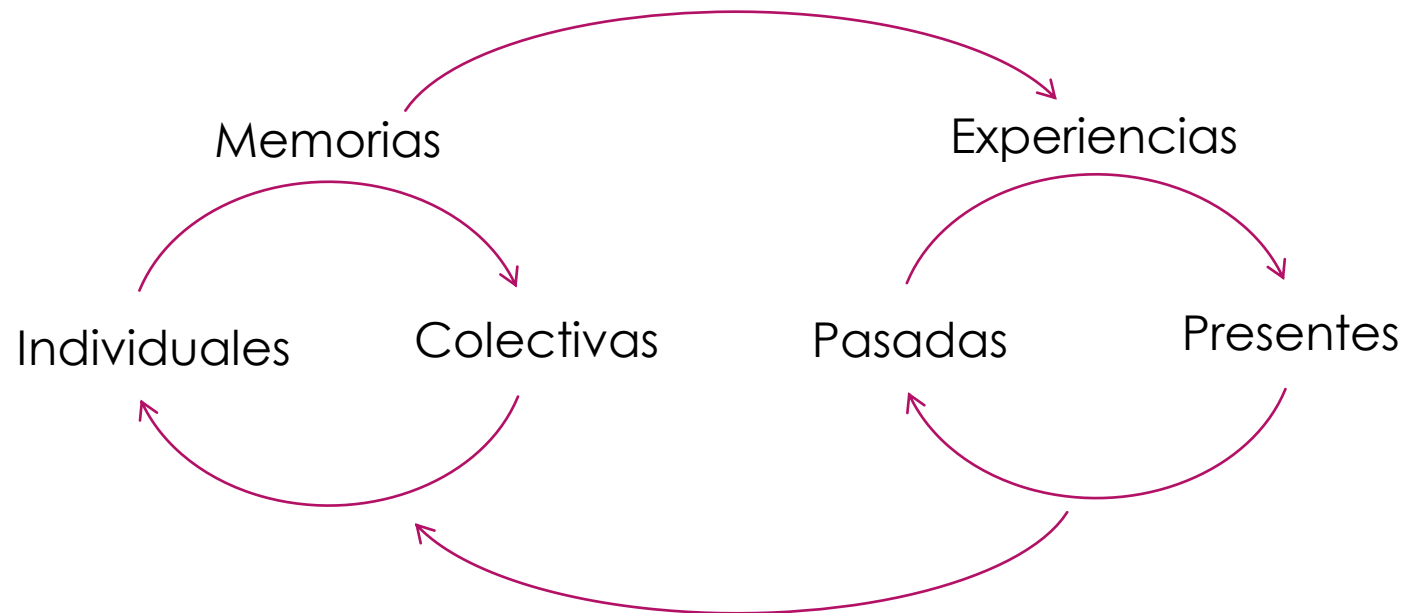 Memorias
Experiencias
Individuales
Colectivas
Pasadas
Presentes